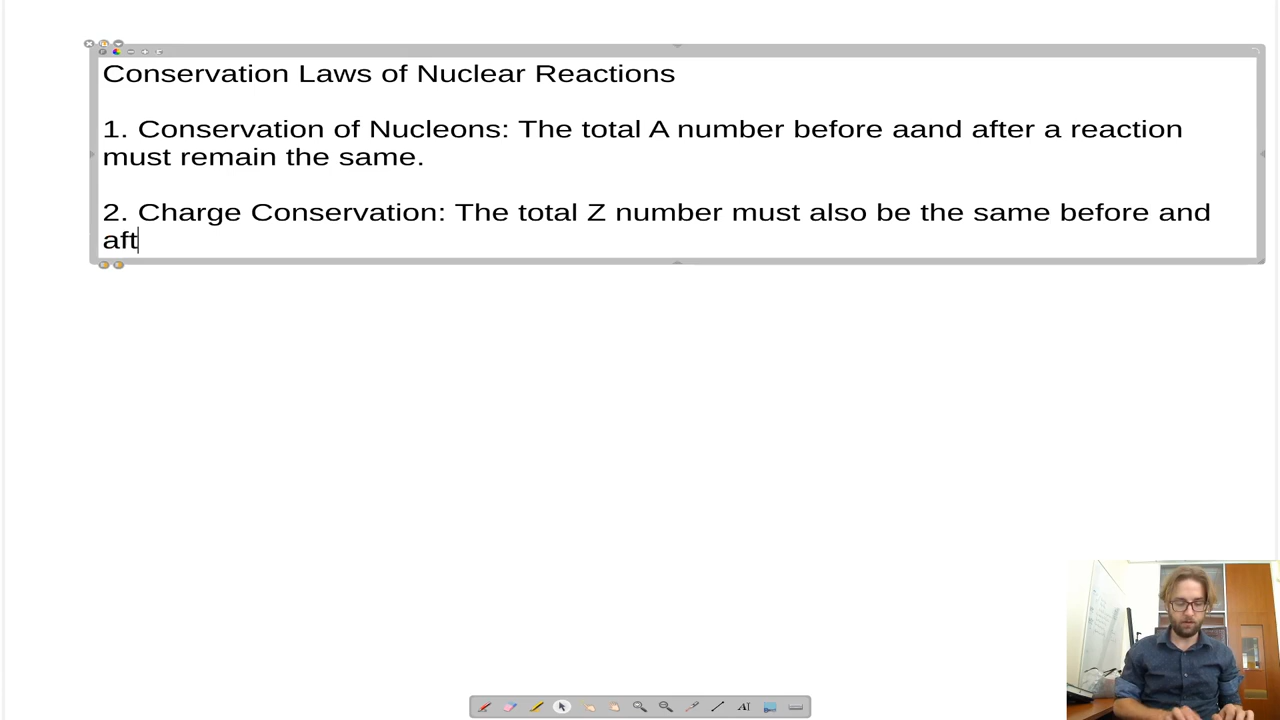 Conservation Laws of Nuclear Reactions
1. Conservation of Nucleons: The total A number before aand after a reaction
must remain the same.
2. Charge Conservation: The total Z number must also be the same before and
aft